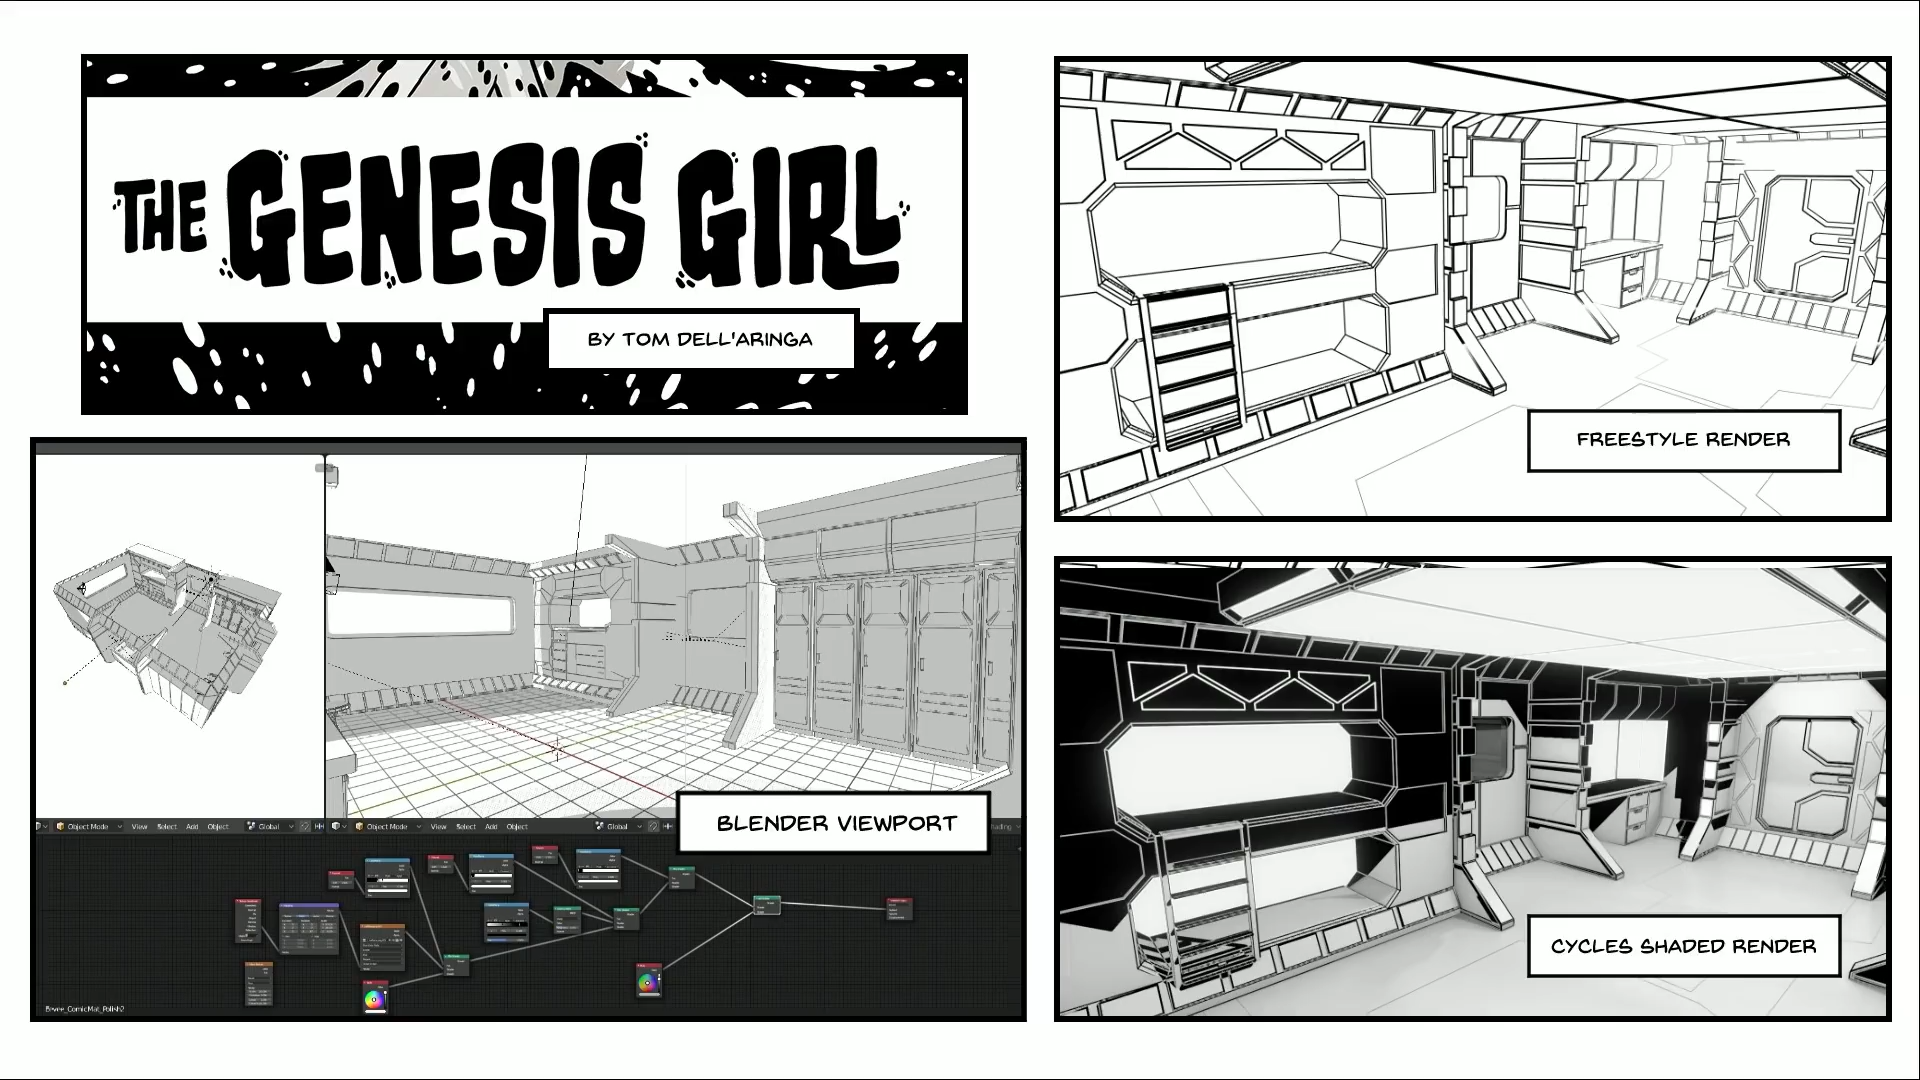 THE GENESIS GIRL
BY TOM DELL'ARINGA
FREESTYLE RENDER
BLENDER VIEWPORT
Object Mode View Select Add Object Global Object Mode View Select Add Object Global
Eevee_ComicMat_Polish2
CYCLES SHADED RENDER